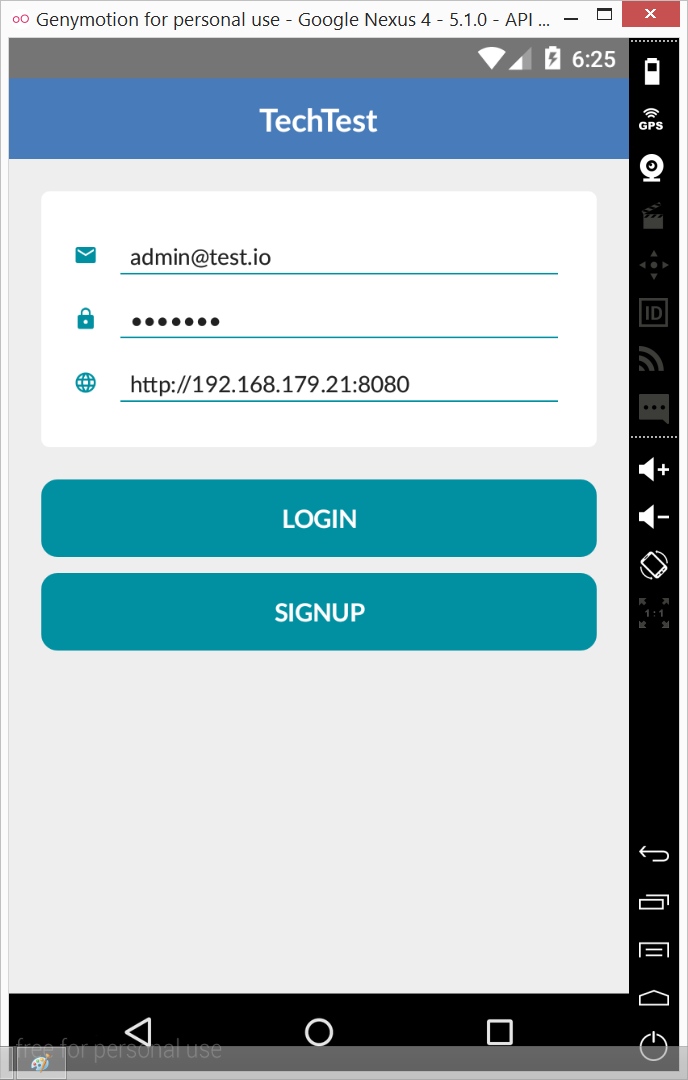 Genymotion for personal use - Google Nexus 4 - 5.1.0 - API ...
6:25
TechTest
GPS
admin@test.io
•••••••
ID
http://192.168.179.21:8080
LOGIN
SIGNUP
1:1
free for personal use